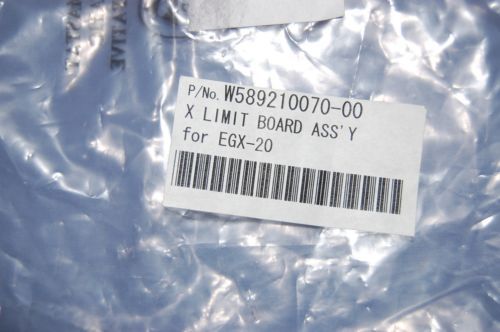 P/No. W589210070-00
X LIMIT BOARD ASS'Y
for EGX-20